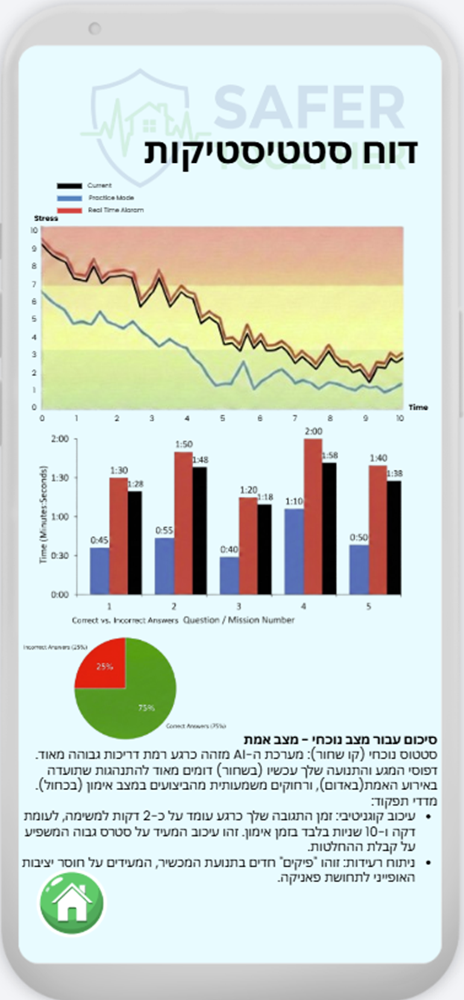 SAFER
TOGETHER
דוח סטטיסטיקות
Current
Practice Mode
Real Time Alaram
Stress
10
9
8
7
6
5
4
3
2
1
0
0 1 2 3 4 5 6 7 8 9 10
Time
Time (Minutes:Seconds)
2:00
1:30
1:00
0:30
0:00
0:45 1:30 1:28
0:55 1:50 1:48
0:40 1:20 1:18
1:10 2:00 1:58
0:50 1:40 1:38
1 2 3 4 5
Correct vs. Incorrect Answers Question / Mission Number
Incorrect Answers (25%)
25%
75%
Correct Answers (75%)
סיכום עבור מצב נוכחי – מצב אמת
סטטוס נוכחי (קו שחור): מערכת ה-AI מזהה כרגע רמת דריכות גבוהה מאוד.
דפוסי המגע והתנועה שלך עכשיו (בשחור) דומים מאוד להתנהגות שתועדה
באירוע האמת(באדום), ורחוקים משמעותית מהביצועים במצב אימון (בכחול).
מדדי תפקוד:
• עיכוב קוגניטיבי: זמן התגובה שלך כרגע עומד על כ-2 דקות למשימה, לעומת
דקה ו-10 שניות בלבד בזמן אימון. זהו עיכוב המעיד על סטרס גבוה המשפיע
על קבלת ההחלטות.
• ניתוח רעידות: זוהו "פיקים" חדים בתנועת המכשיר, המעידים על חוסר יציבות
האופייני לתחושת פאניקה.